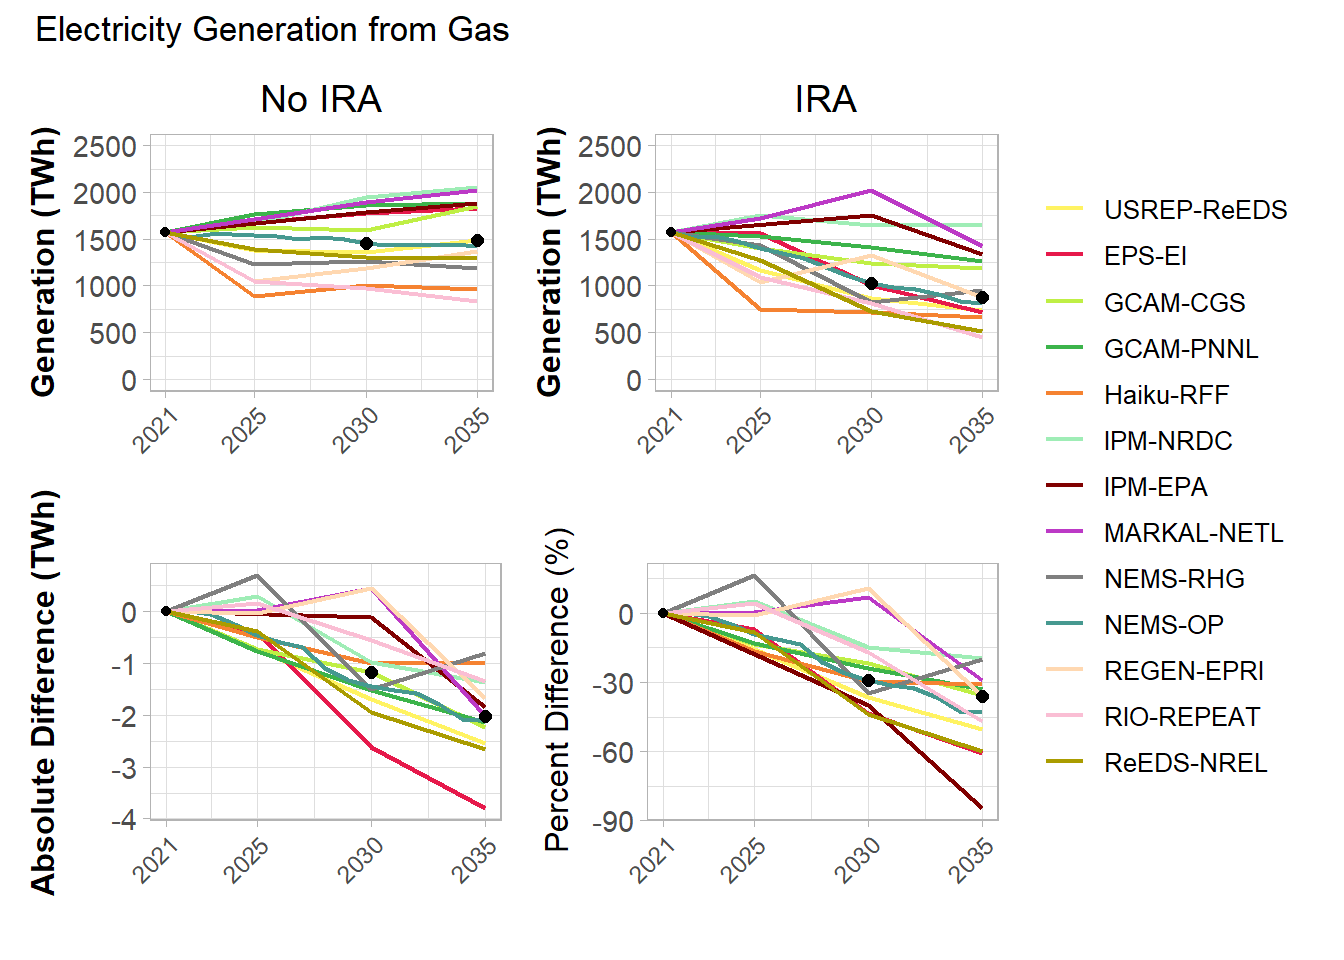 Electricity Generation from Gas
No IRA
IRA
Generation (TWh)
2500
2000
1500
1000
500
0
2021
2025
2030
2035
Generation (TWh)
2500
2000
1500
1000
500
0
2021
2025
2030
2035
Absolute Difference (TWh)
0
-1
-2
-3
-4
2021
2025
2030
2035
Percent Difference (%)
0
-30
-60
-90
2021
2025
2030
2035
USREP-ReEDS
EPS-EI
GCAM-CGS
GCAM-PNNL
Haiku-RFF
IPM-NRDC
IPM-EPA
MARKAL-NETL
NEMS-RHG
NEMS-OP
REGEN-EPRI
RIO-REPEAT
ReEDS-NREL